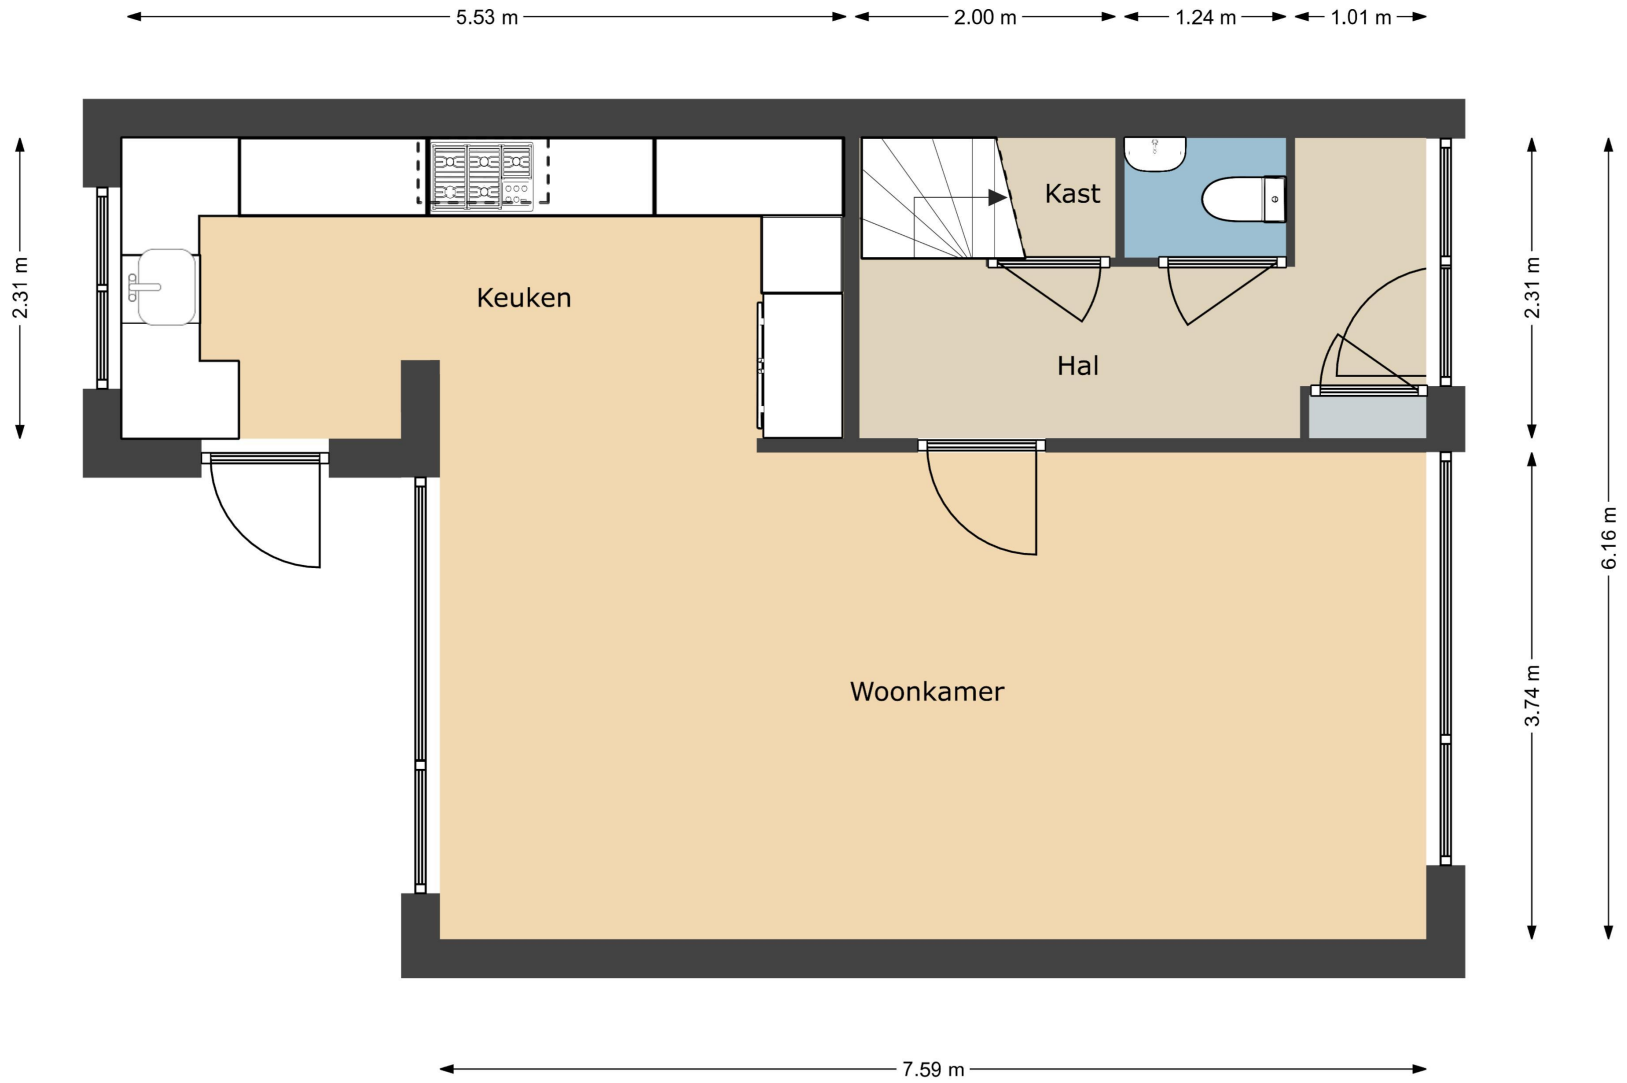 5.53 m
2.00 m
1.24 m
1.01 m
Kast
Keuken
2.31 m
2.31 m
Hal
6.16 m
Woonkamer
3.74 m
7.59 m